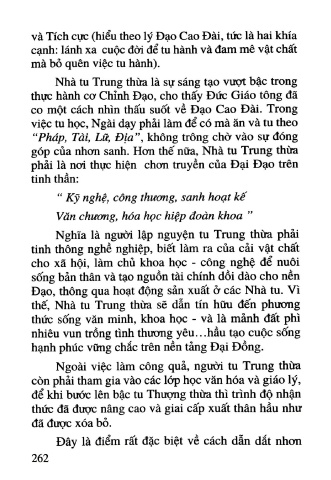 và Tích cực (hiểu theo lý Đạo Cao Đài, tức là hai khía
cạnh: lánh xa cuộc đời để tu hành và đam mê vật chất
mà bỏ quên việc tu hành).
Nhà tu Trung thừa là sự sáng tạo vượt bậc trong
thực hành cơ Chỉnh Đạo, cho thấy Đức Giáo tông đã
có một cách nhìn thấu suốt về Đạo Cao Đài. Trong
việc tu học, Ngài dạy phải làm để có mà ăn và tu theo
“Pháp, Tài, Lữ, Địa”, không trông chờ vào sự đóng
góp của nhơn sanh. Hơn thế nữa, Nhà tu Trung thừa
phải là nơi thực hiện chơn truyền của Đại Đạo trên
tinh thần:
“ Kỹ nghệ, công thương, sanh hoạt kế
Văn chương, hóa học hiệp đoàn khoa ”
Nghĩa là người lập nguyện tu Trung thừa phải
tinh thông nghề nghiệp, biết làm ra của cải vật chất
cho xã hội, làm chủ khoa học - công nghệ để nuôi
sống bản thân và tạo nguồn tài chính dồi dào cho nền
Đạo, thông qua hoạt động sản xuất ở các Nhà tu. Vì
thế, Nhà tu Trung thừa sẽ dẫn tín hữu đến phương
thức sống văn minh, khoa học - và là mảnh đất phì
nhiêu vun trồng tình thương yêu...hầu tạo cuộc sống
hạnh phúc vững chắc trên nền tảng Đại Đồng.
Ngoài việc làm công quả, người tu Trung thừa
còn phải tham gia vào các lớp học văn hóa và giáo lý,
để khi bước lên bậc tu Thượng thừa thì trình độ nhận
thức đã được nâng cao và giai cấp xuất thân hầu như
đã được xóa bỏ.
Đây là điểm rất đặc biệt về cách dẫn dắt nhơn
262